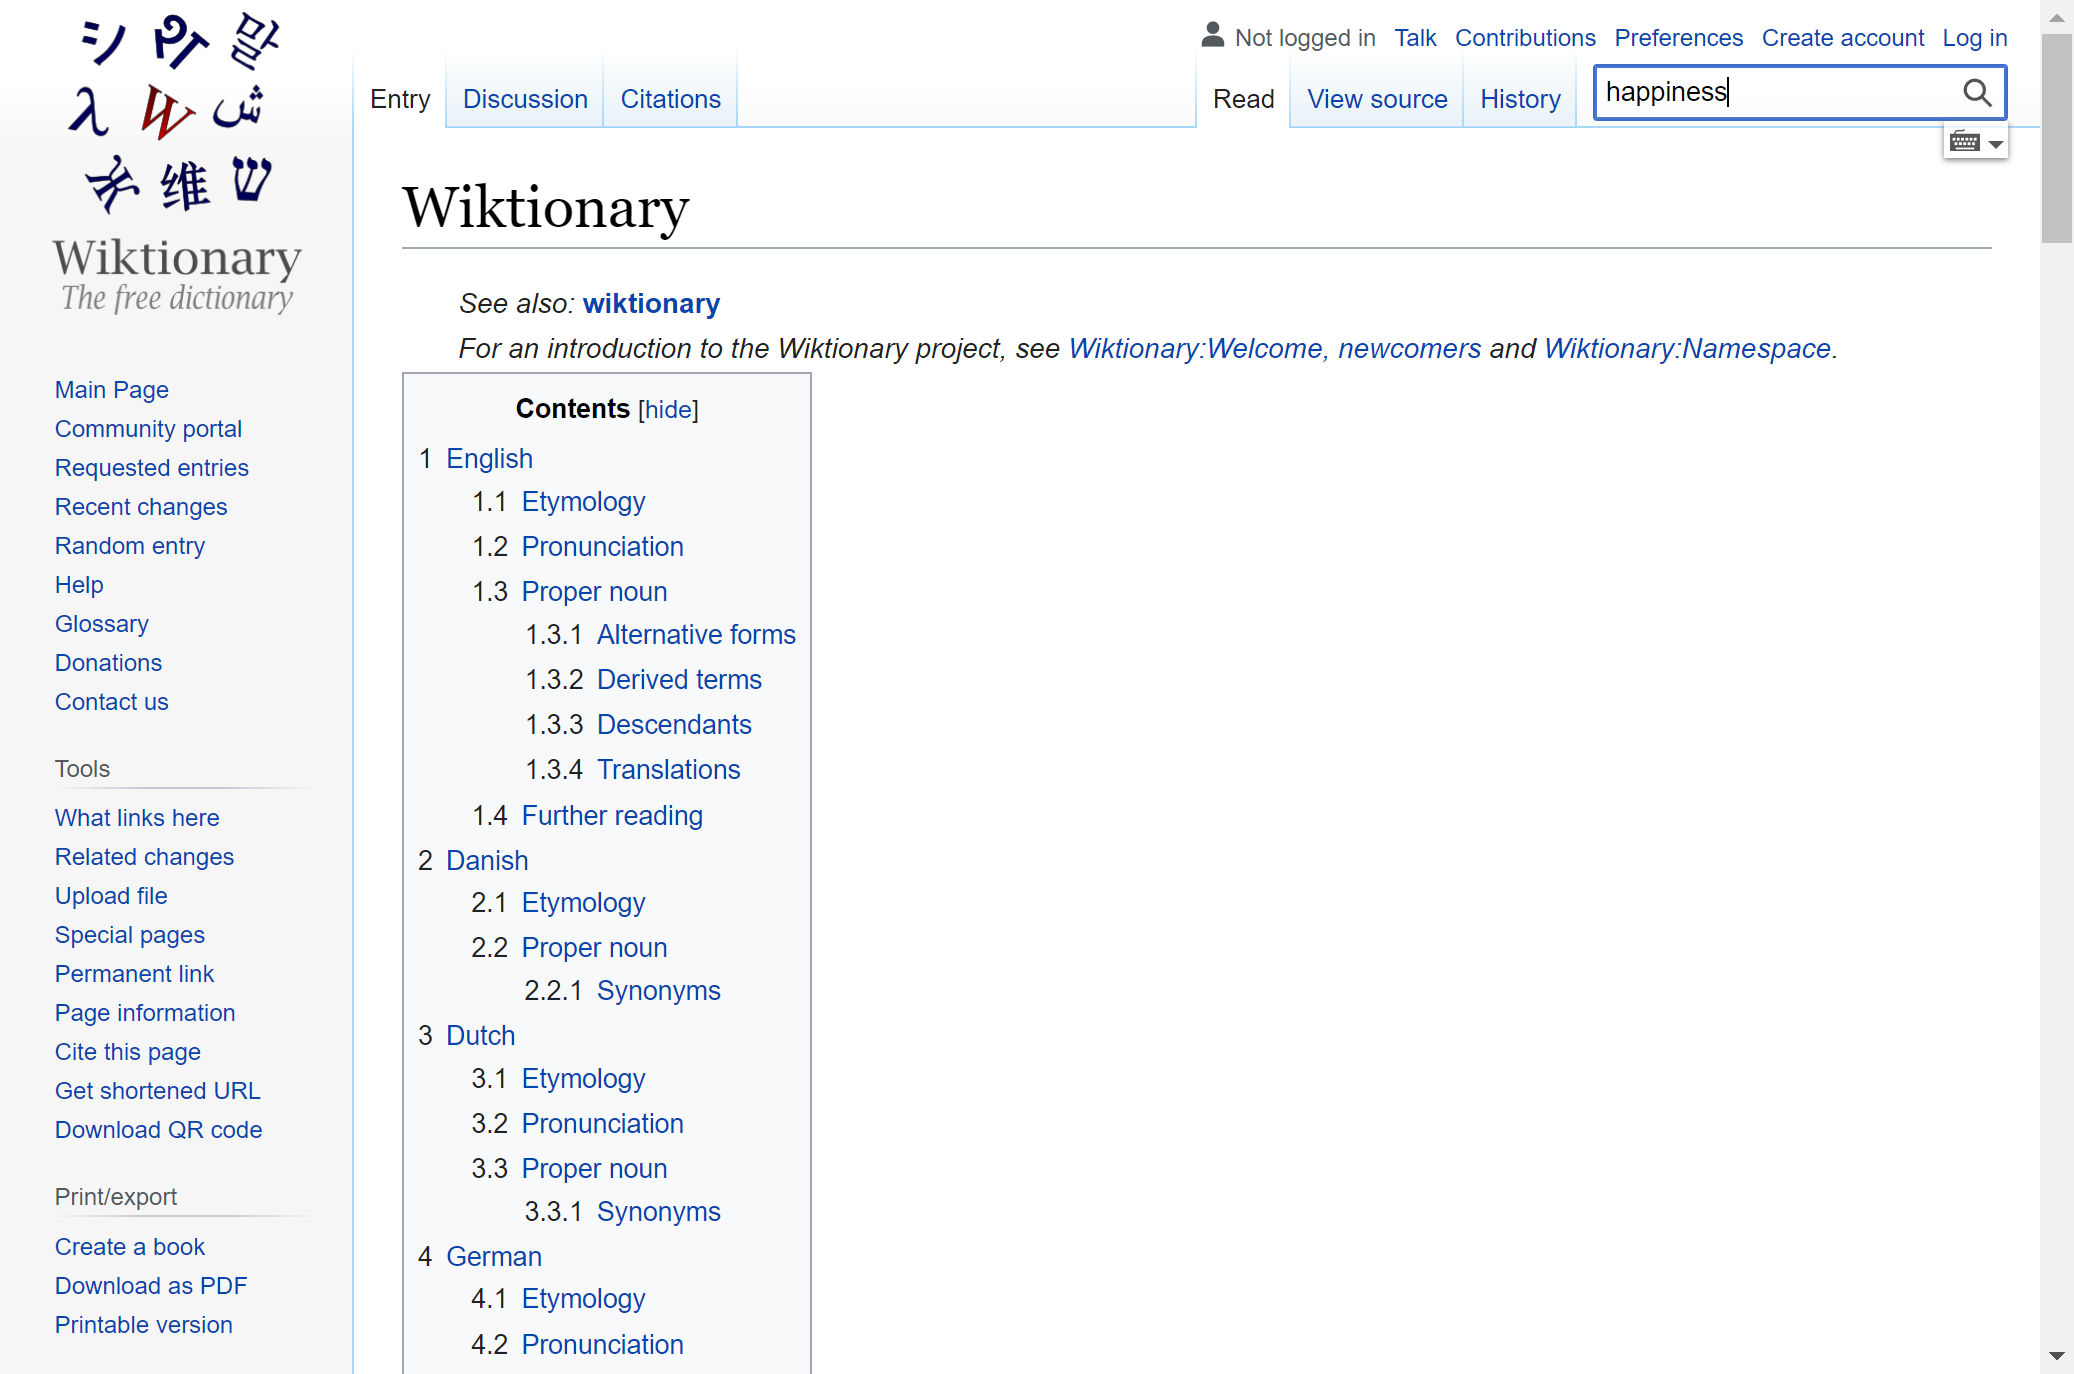 シ わ 말
λ W ش
א 维 ש
Wiktionary
The free dictionary
Not logged in Talk Contributions Preferences Create account Log in
Entry Discussion Citations Read View source History happiness
Wiktionary
See also: wiktionary
For an introduction to the Wiktionary project, see Wiktionary:Welcome, newcomers and Wiktionary:Namespace.
Contents [hide]
1 English
1.1 Etymology
1.2 Pronunciation
1.3 Proper noun
1.3.1 Alternative forms
1.3.2 Derived terms
1.3.3 Descendants
1.3.4 Translations
1.4 Further reading
2 Danish
2.1 Etymology
2.2 Proper noun
2.2.1 Synonyms
3 Dutch
3.1 Etymology
3.2 Pronunciation
3.3 Proper noun
3.3.1 Synonyms
4 German
4.1 Etymology
4.2 Pronunciation
Main Page
Community portal
Requested entries
Recent changes
Random entry
Help
Glossary
Donations
Contact us
Tools
What links here
Related changes
Upload file
Special pages
Permanent link
Page information
Cite this page
Get shortened URL
Download QR code
Print/export
Create a book
Download as PDF
Printable version